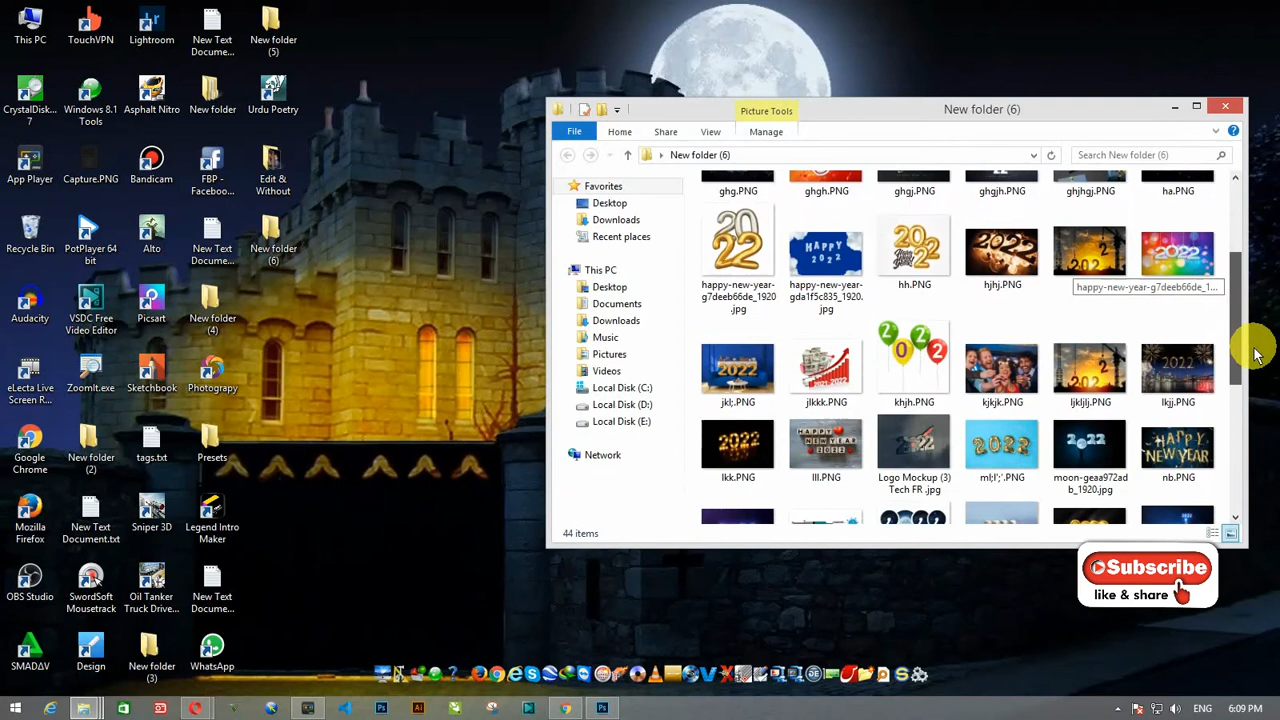 This PC
TouchVPN
Lightroom
New Text
Docume...
New folder
(5)
CrystalDisk...
7
Windows 8.1
Tools
Asphalt Nitro
New folder
Urdu Poetry
App Player
Capture.PNG
Bandicam
FBP -
Faceboo...
Edit &
Without
Recycle Bin
PotPlayer 64
bit
Alto
New Text
Docume...
New folder
(6)
Audacity
VSDC Free
Video Editor
Picsart
New folder
(4)
eLecta Live
Screen R...
ZoomIt.exe
Sketchbook
Photograpy
Google
Chrome
New folder
(2)
tags.txt
Presets
Mozilla
Firefox
New Text
Document.txt
Sniper 3D
Legend Intro
Maker
OBS Studio
SwordSoft
Mousetrack
Oil Tanker
Truck Drive...
New Text
Docume...
SMADΔV
Design
New folder
(3)
WhatsApp
Picture Tools
New folder (6)
File
Home
Share
View
Manage
New folder (6)
Search New folder (6)
Favorites
Desktop
Downloads
Recent places
This PC
Desktop
Documents
Downloads
Music
Pictures
Videos
Local Disk (C:)
Local Disk (D:)
Local Disk (E:)
Network
ghg.PNG
ghgh.PNG
ghgj.PNG
ghgjh.PNG
ghjhgj.PNG
ha.PNG
happy-new-year-
g7deeb66de_1920
.jpg
happy-new-year-
gda1f5c835_1920.
jpg
hh.PNG
hjhj.PNG
happy-new-year-g7deeb66de_1...
jkl;.PNG
jlkkk.PNG
khjh.PNG
kjkjk.PNG
ljkljlj.PNG
lkjj.PNG
lkk.PNG
lll.PNG
Logo Mockup (3)
Tech FR .jpg
ml;l';'.PNG
moon-geaa972ad
b_1920.jpg
nb.PNG
44 items
Subscribe
like & share
ENG
6:09 PM